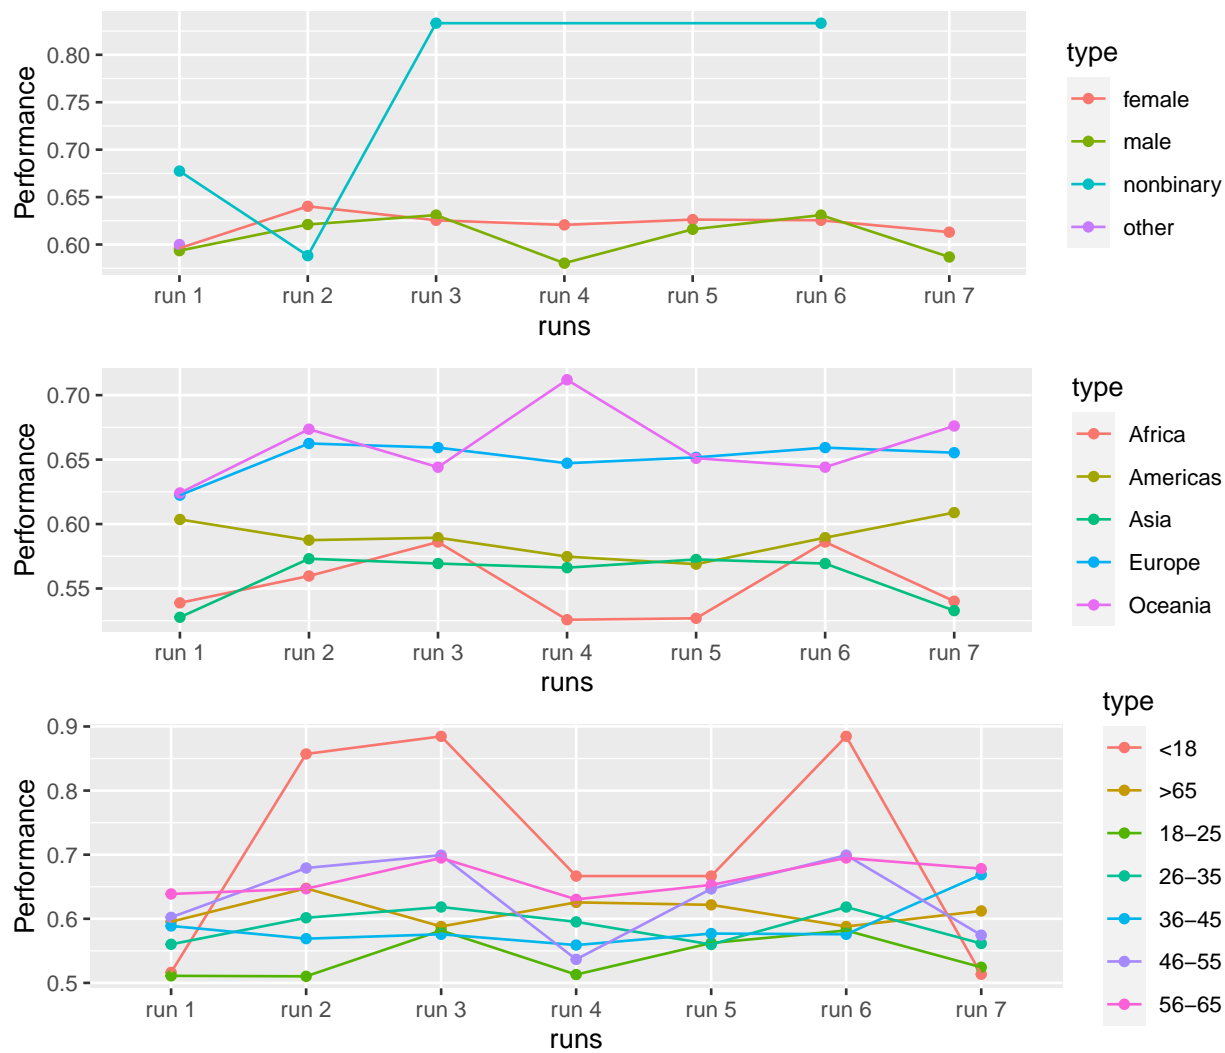 type
0.80
0.75
0.70
0.65
0.60
Performance
female
male
nonbinary
other
run 1 run 2 run 3 run 4 run 5 run 6 run 7
runs
type
0.70
0.65
0.60
0.55
Performance
Africa
Americas
Asia
Europe
Oceania
run 1 run 2 run 3 run 4 run 5 run 6 run 7
runs
type
0.9
0.8
0.7
0.6
0.5
Performance
<18
>65
18–25
26–35
36–45
46–55
56–65
run 1 run 2 run 3 run 4 run 5 run 6 run 7
runs